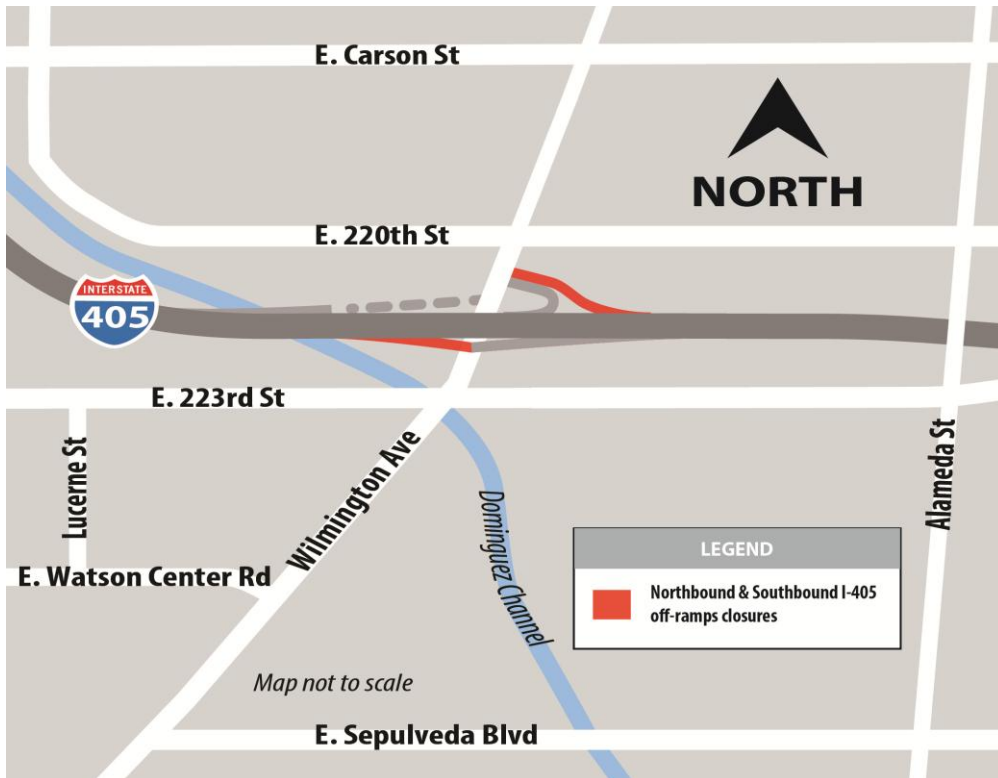 E. Carson St
NORTH
E. 220th St
INTERSTATE
405
E. 223rd St
Lucerne St
Wilmington Ave
Alameda St
Dominguez Channel
E. Watson Center Rd
LEGEND
Northbound & Southbound I-405
off-ramps closures
Map not to scale
E. Sepulveda Blvd